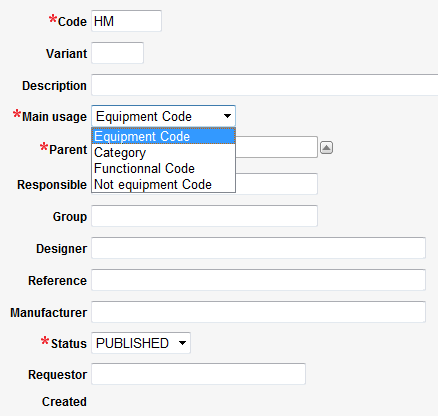 *Code HM
Variant
Description
*Main usage Equipment Code
Equipment Code
*Parent Category
Functionnal Code
Responsible Not equipment Code
Group
Designer
Reference
Manufacturer
*Status PUBLISHED
Requestor
Created